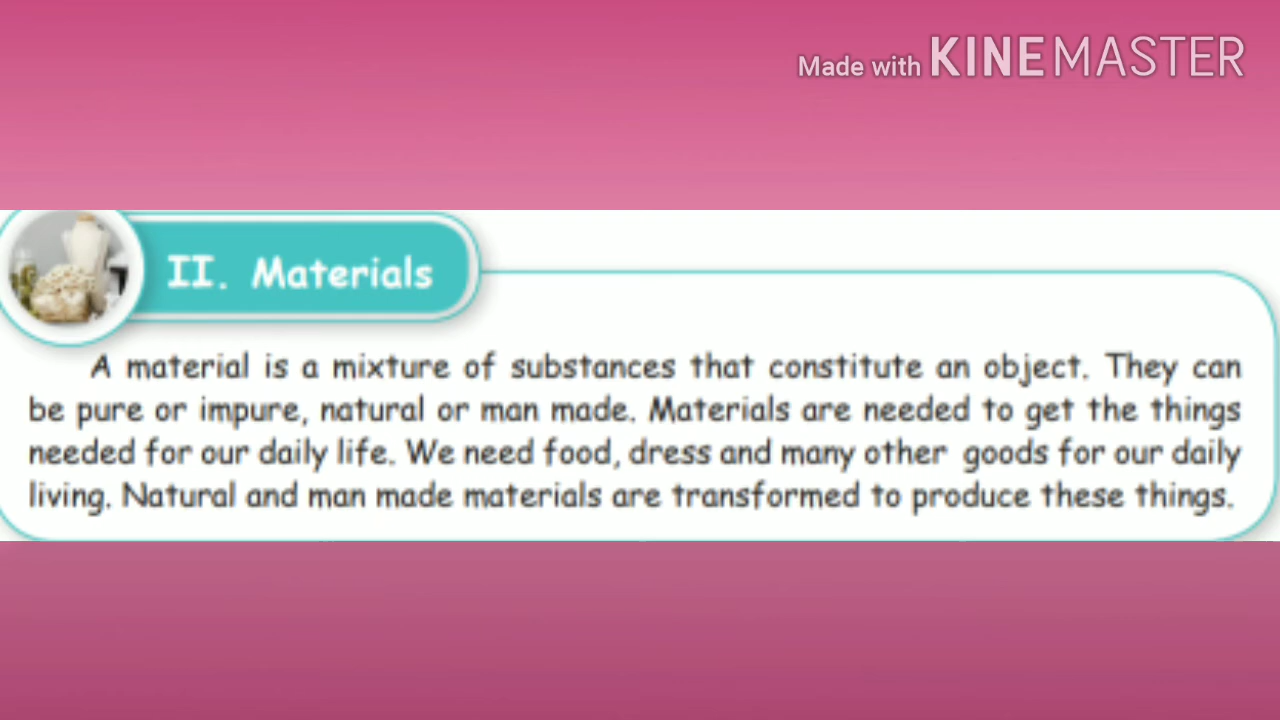 Made with KINEMASTER
II. Materials
A material is a mixture of substances that constitute an object. They can
be pure or impure, natural or man made. Materials are needed to get the things
needed for our daily life. We need food, dress and many other goods for our daily
living. Natural and man made materials are transformed to produce these things.